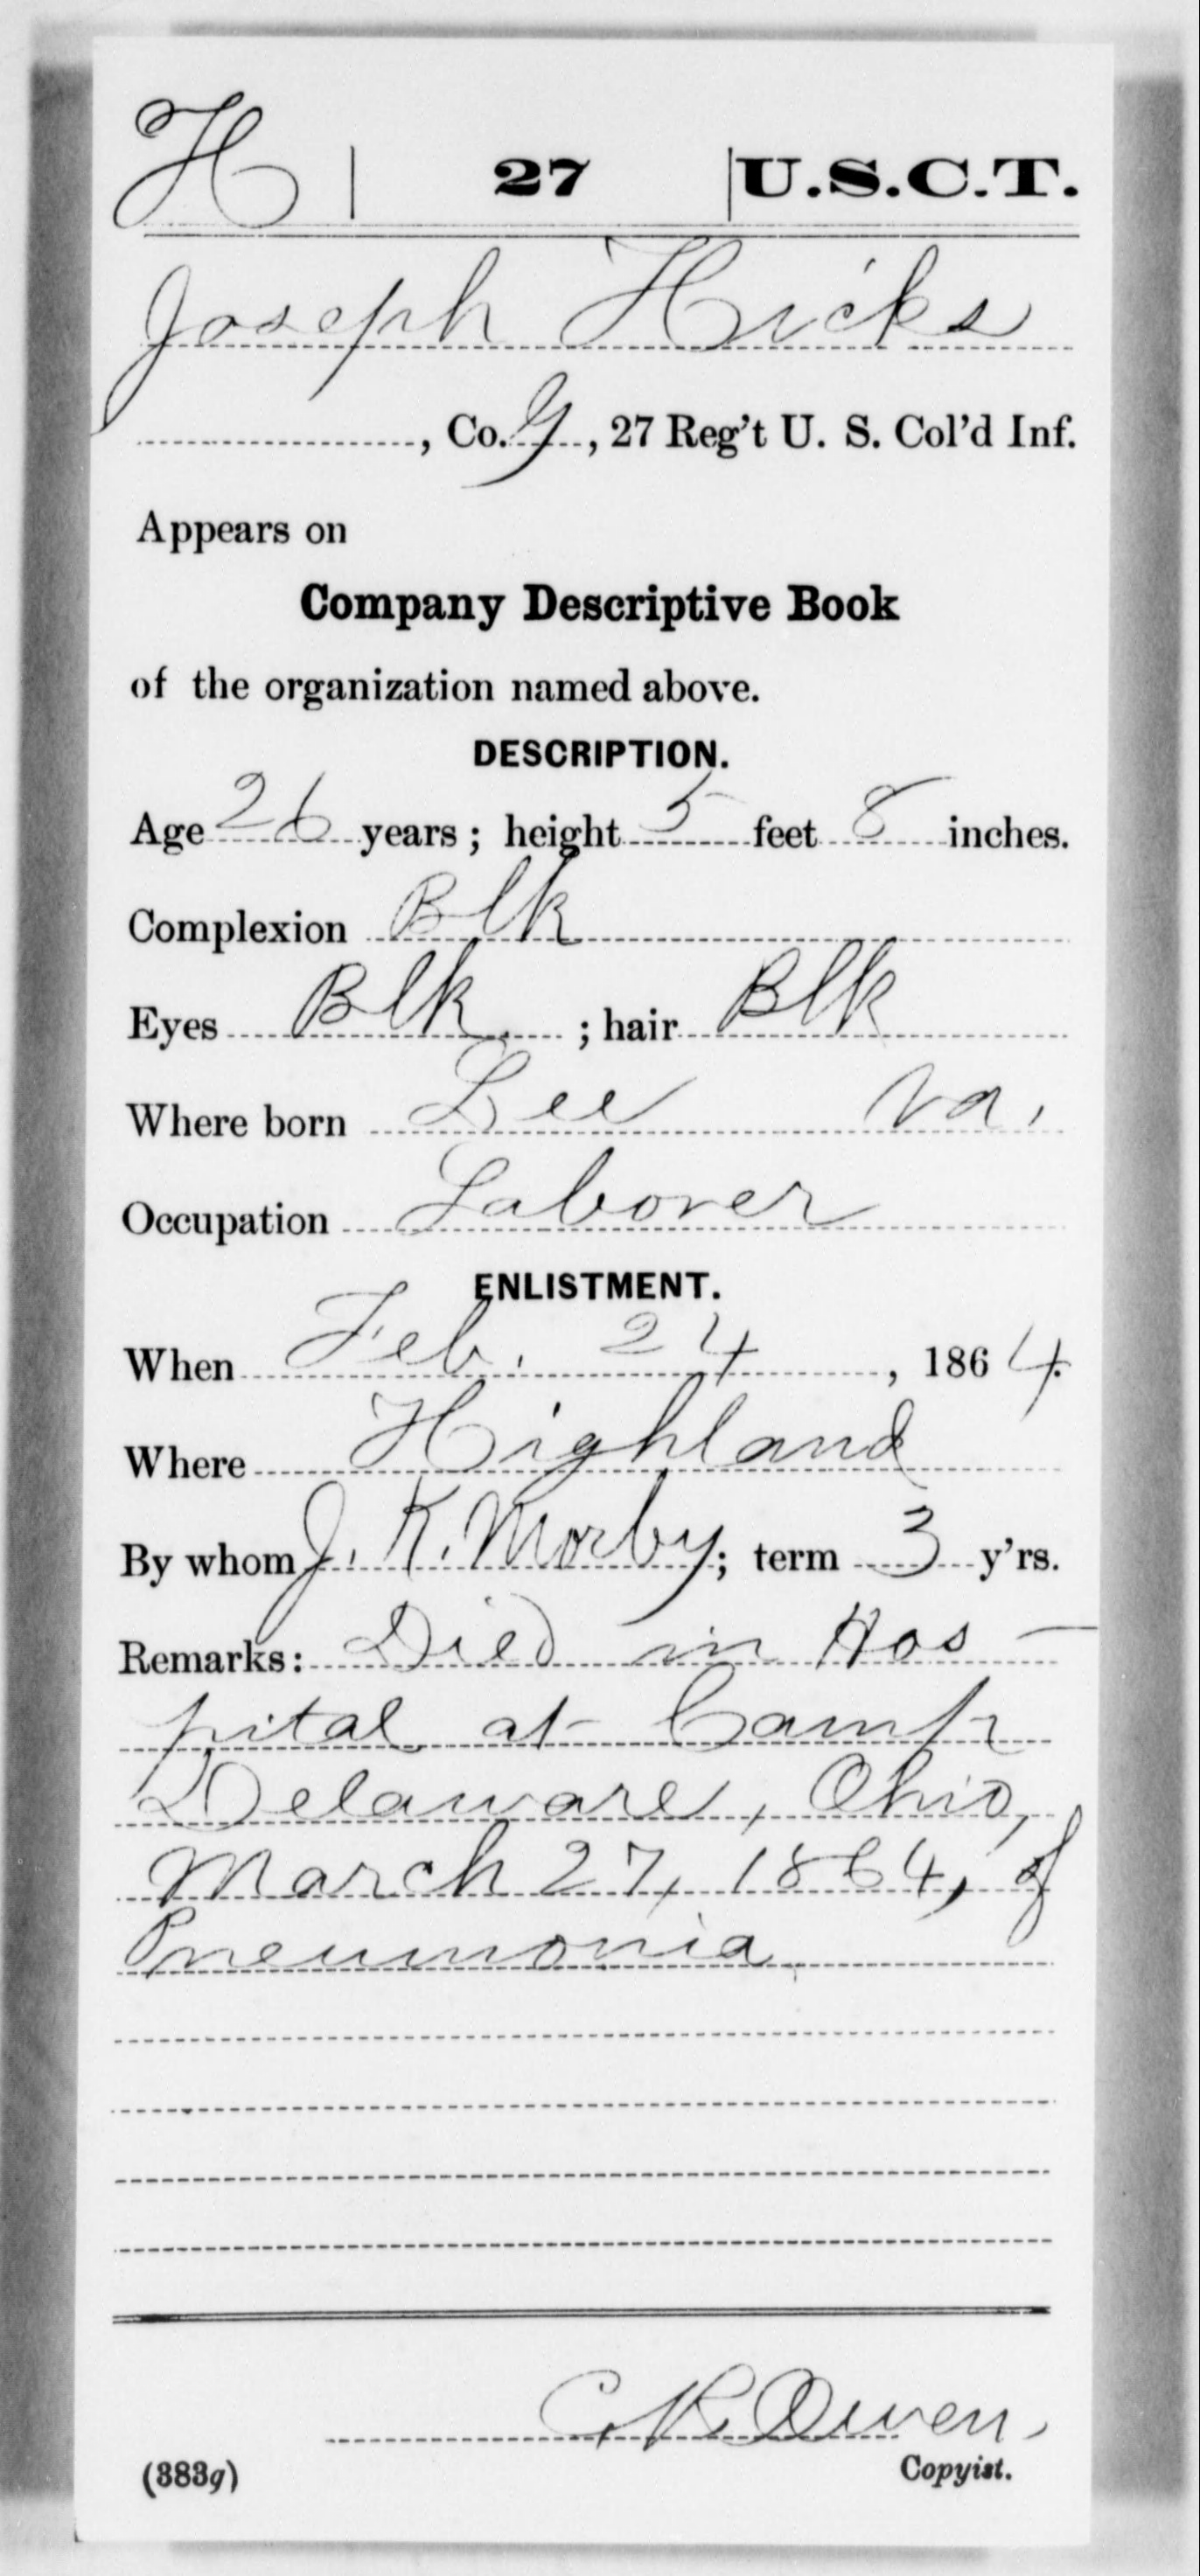 H | 27 | U.S.C.T.
Joseph Hicks
, Co. G, 27 Reg't U. S. Col'd Inf.
Appears on
Company Descriptive Book
of the organization named above.
DESCRIPTION.
Age 26 years; height 5 feet 8 inches.
Complexion Blk
Eyes Blk ; hair Blk
Where born Lee Va.
Occupation Laborer
ENLISTMENT.
When Feb. 24, 1864.
Where Highland
By whom J. K. Morby; term 3 y'rs.
Remarks: Died in Hos-
pital at Camp
Delaware, Ohio,
March 27, 1864, of
Pneumonia
C. R. Owen,
(383g) Copyist.